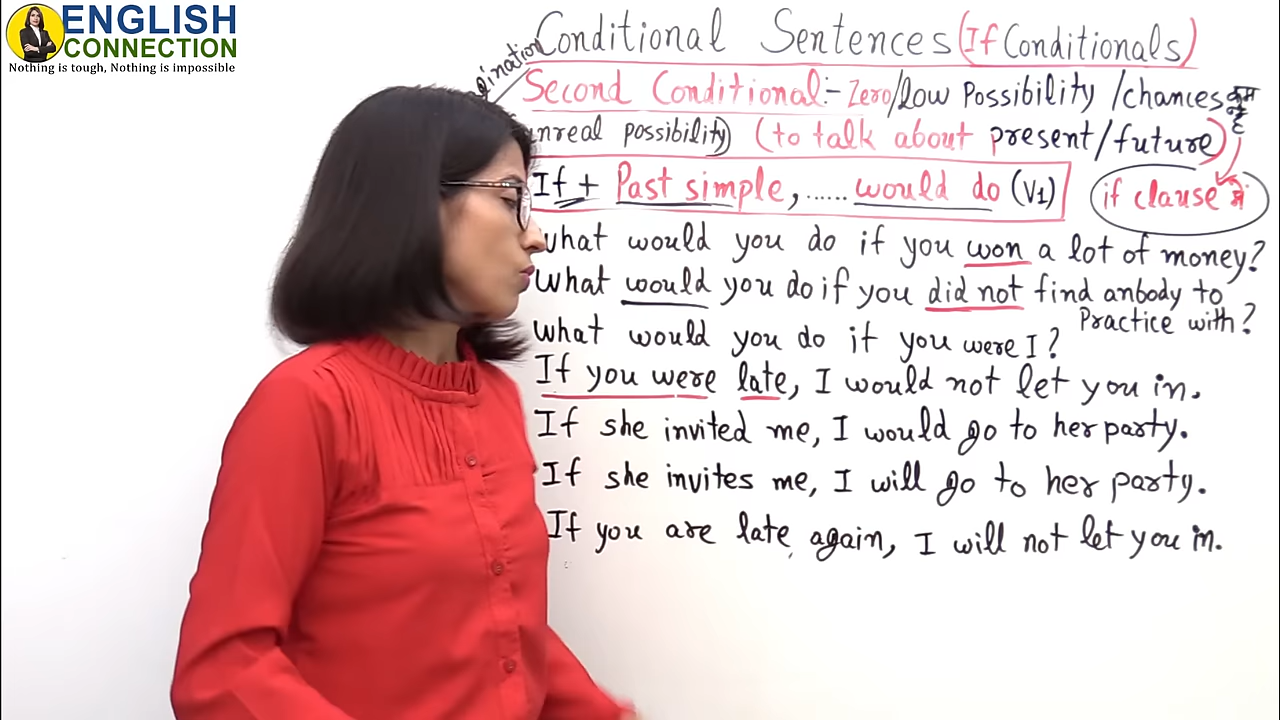 ENGLISH
CONNECTION
Nothing is tough, Nothing is impossible
Conditional Sentences (If Conditionals)
Second Conditional:- Zero/low Possibility /chances कम
unreal possibility) (to talk about present/future)
If + Past simple, ...... would do (V1)
if clause में
what would you do if you won a lot of money?
What would you do if you did not find anbody to
Practice with?
what would you do if you were I?
If you were late, I would not let you in.
If she invited me, I would go to her party.
If she invites me, I will go to her party.
If you are late again, I will not let you in.